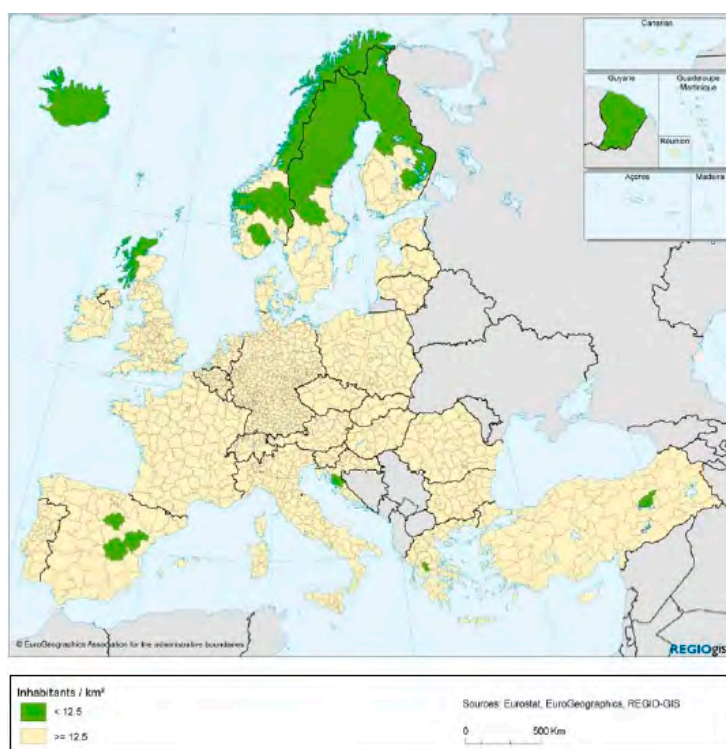 Canarias
Guyane
Guadeloupe
Martinique
Réunion
Açores
Madeira
© EuroGeographics Association for the administrative boundaries
REGIOgis
Inhabitants / km²
< 12.5
>= 12.5
Sources: Eurostat, EuroGeographics, REGIO-GIS
0 500 Km